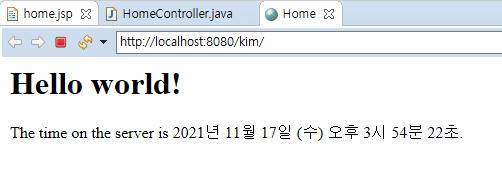 home.jsp HomeController.java Home
http://localhost:8080/kim/
Hello world!
The time on the server is 2021년 11월 17일 (수) 오후 3시 54분 22초.